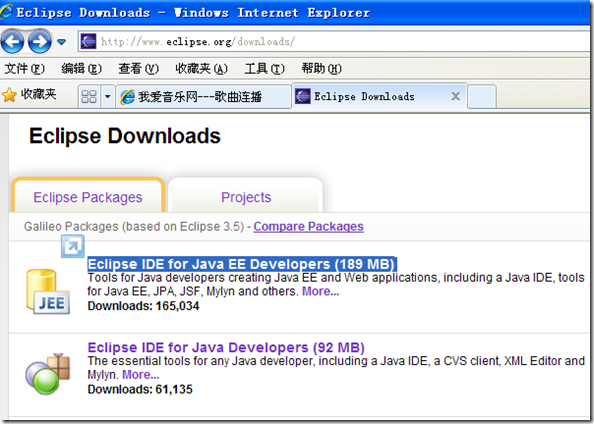 Eclipse Downloads - Windows Internet Explorer
http://www.eclipse.org/downloads/
文件(F) 编辑(E) 查看(V) 收藏夹(A) 工具(T) 帮助(H)
收藏夹 我爱音乐网---歌曲连播 Eclipse Downloads
Eclipse Downloads
Eclipse Packages Projects
Galileo Packages (based on Eclipse 3.5) - Compare Packages
Eclipse IDE for Java EE Developers (189 MB)
Tools for Java developers creating Java EE and Web applications, including a Java IDE, tools
for Java EE, JPA, JSF, Mylyn and others. More...
JEE
Downloads: 165,034
Eclipse IDE for Java Developers (92 MB)
The essential tools for any Java developer, including a Java IDE, a CVS client, XML Editor and
Mylyn. More...
Downloads: 61,135